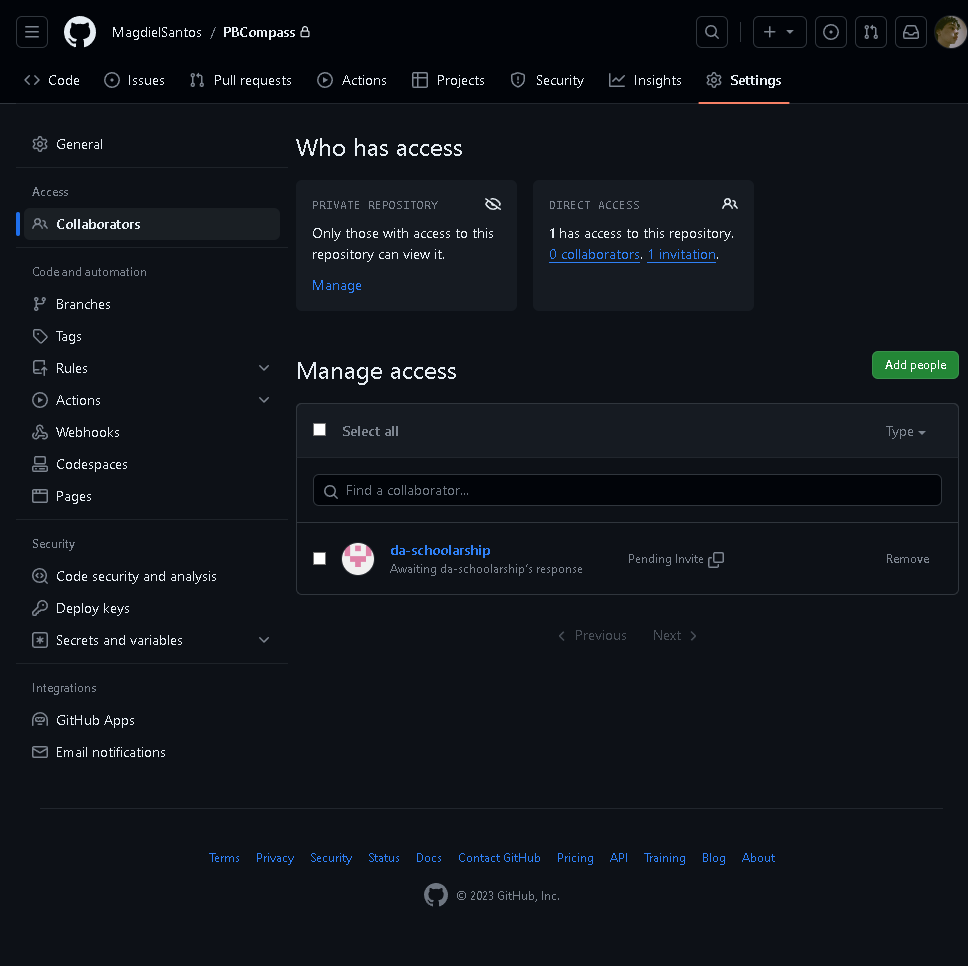 MagdielSantos / PBCompass
Code Issues Pull requests Actions Projects Security Insights Settings
General
Access
Collaborators
Code and automation
Branches
Tags
Rules
Actions
Webhooks
Codespaces
Pages
Security
Code security and analysis
Deploy keys
Secrets and variables
Integrations
GitHub Apps
Email notifications
Who has access
PRIVATE REPOSITORY
Only those with access to this
repository can view it.
Manage
DIRECT ACCESS
1 has access to this repository.
0 collaborators. 1 invitation.
Manage access
Add people
Select all
Type
Find a collaborator...
da-schoolarship
Awaiting da-schoolarship's response
Pending Invite
Remove
Previous Next
Terms Privacy Security Status Docs Contact GitHub Pricing API Training Blog About
© 2023 GitHub, Inc.